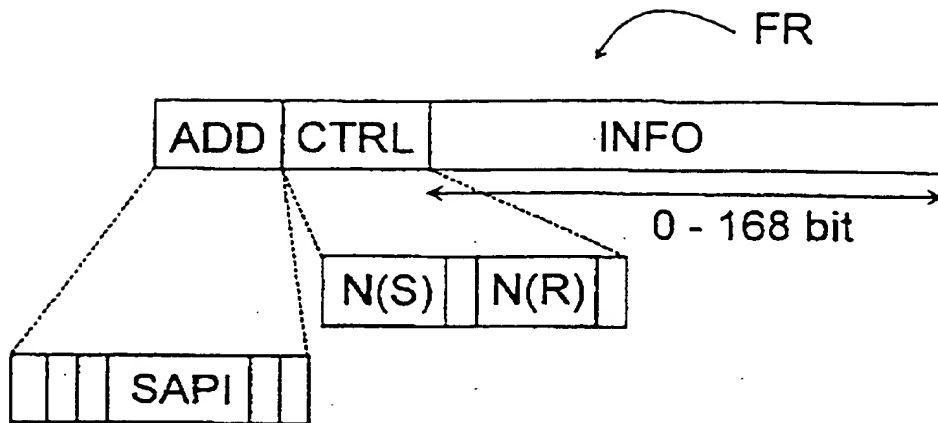 FR
ADD CTRL INFO
0 - 168 bit
N(S) N(R)
SAPI